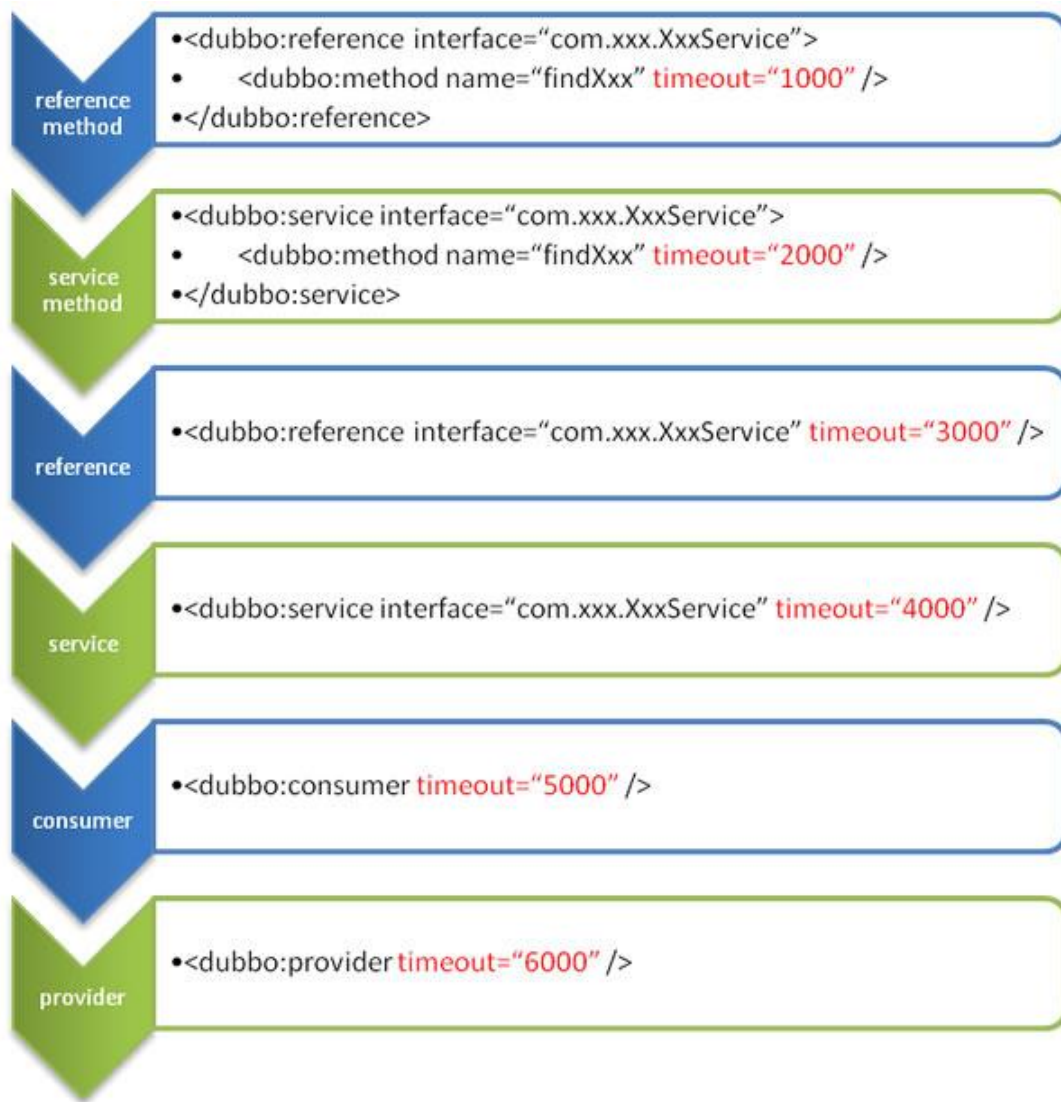 reference
method
•<dubbo:reference interface=“com.xxx.XxxService”>
• <dubbo:method name=“findXxx” timeout=“1000” />
•</dubbo:reference>
service
method
•<dubbo:service interface=“com.xxx.XxxService”>
• <dubbo:method name=“findXxx” timeout=“2000” />
•</dubbo:service>
reference
•<dubbo:reference interface=“com.xxx.XxxService” timeout=“3000” />
service
•<dubbo:service interface=“com.xxx.XxxService” timeout=“4000” />
consumer
•<dubbo:consumer timeout=“5000” />
provider
•<dubbo:provider timeout=“6000” />